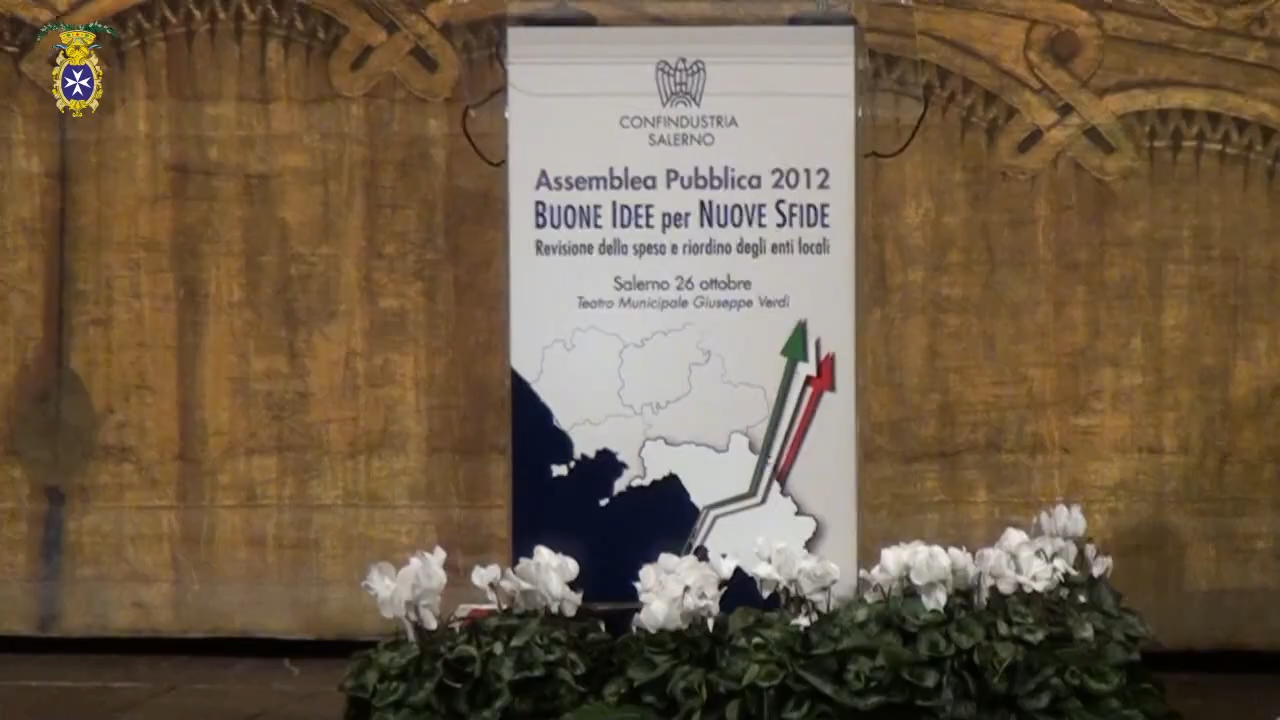 CONFINDUSTRIA
SALERNO
Assemblea Pubblica 2012
BUONE IDEE per NUOVE SFIDE
Revisione della spesa e riordino degli enti locali
Salerno 26 ottobre
Teatro Municipale Giuseppe Verdi